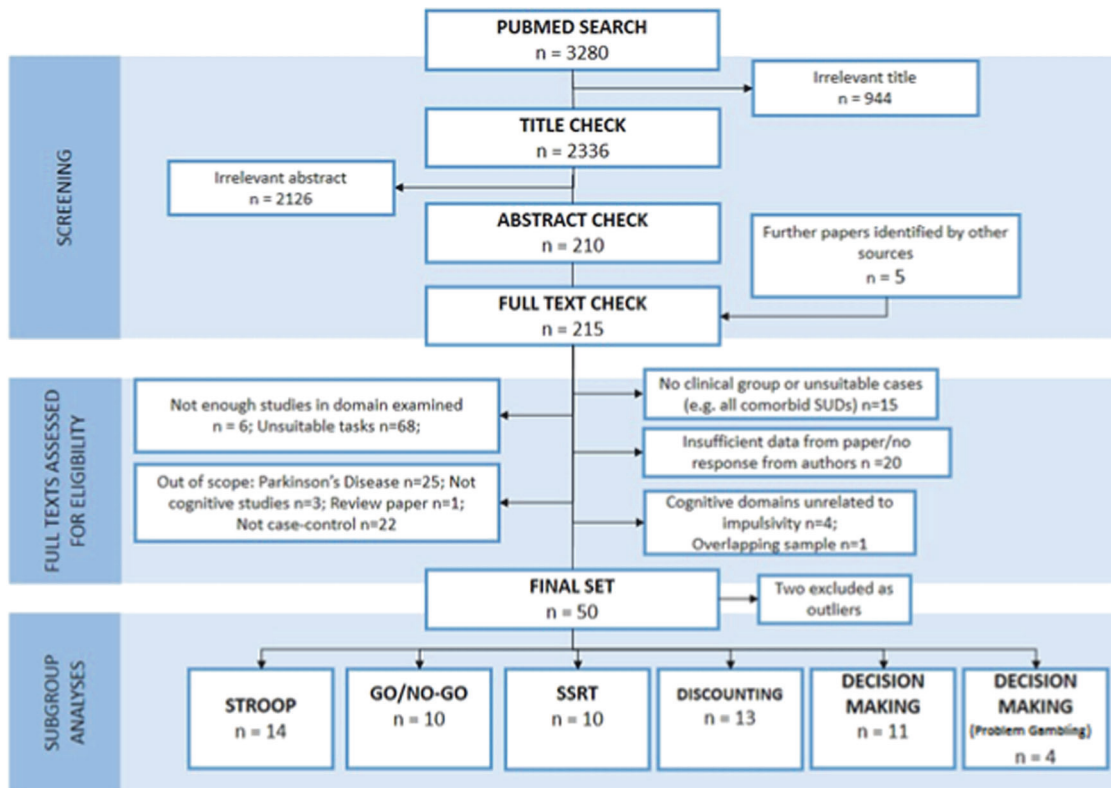 PUBMED SEARCH
n = 3280
Irrelevant title
n = 944
TITLE CHECK
n = 2336
Irrelevant abstract
n = 2126
ABSTRACT CHECK
n = 210
Further papers identified by other
sources
n = 5
FULL TEXT CHECK
n = 215
SCREENING
No clinical group or unsuitable cases
(e.g. all comorbid SUDs) n=15
Not enough studies in domain examined
n = 6; Unsuitable tasks n=68;
Insufficient data from paper/no
response from authors n =20
Out of scope: Parkinson's Disease n=25; Not
cognitive studies n=3; Review paper n=1;
Not case-control n=22
Cognitive domains unrelated to
impulsivity n=4;
Overlapping sample n=1
FULL TEXTS ASSESSED
FOR ELIGIBILITY
FINAL SET
n = 50
Two excluded as
outliers
SUBGROUP
ANALYSES
STROOP
n = 14
GO/NO-GO
n = 10
SSRT
n = 10
DISCOUNTING
n = 13
DECISION
MAKING
n = 11
DECISION
MAKING
(Problem Gambling)
n = 4